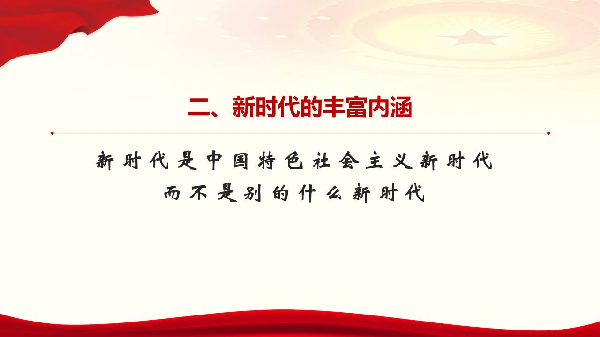 二、新时代的丰富内涵
新时代是中国特色社会主义新时代
而不是别的什么新时代